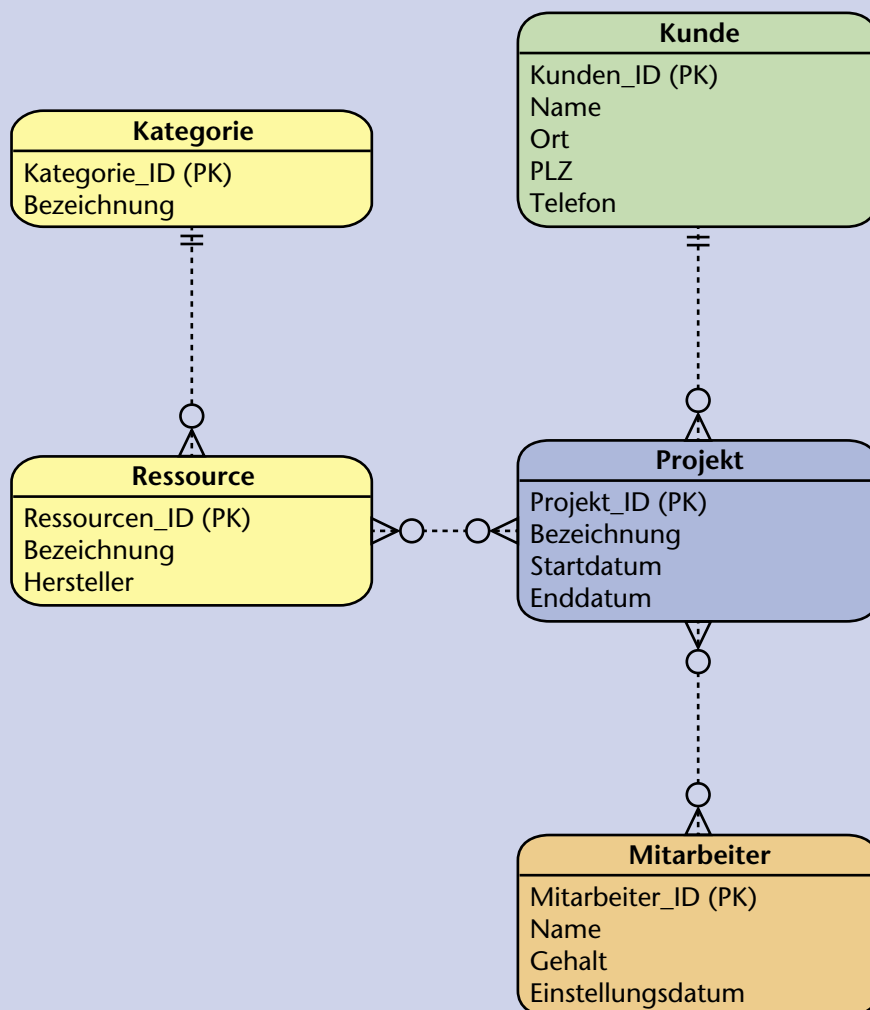 Kunde
Kunden_ID (PK)
Name
Ort
PLZ
Telefon
Kategorie
Kategorie_ID (PK)
Bezeichnung
Ressource
Ressourcen_ID (PK)
Bezeichnung
Hersteller
Projekt
Projekt_ID (PK)
Bezeichnung
Startdatum
Enddatum
Mitarbeiter
Mitarbeiter_ID (PK)
Name
Gehalt
Einstellungsdatum